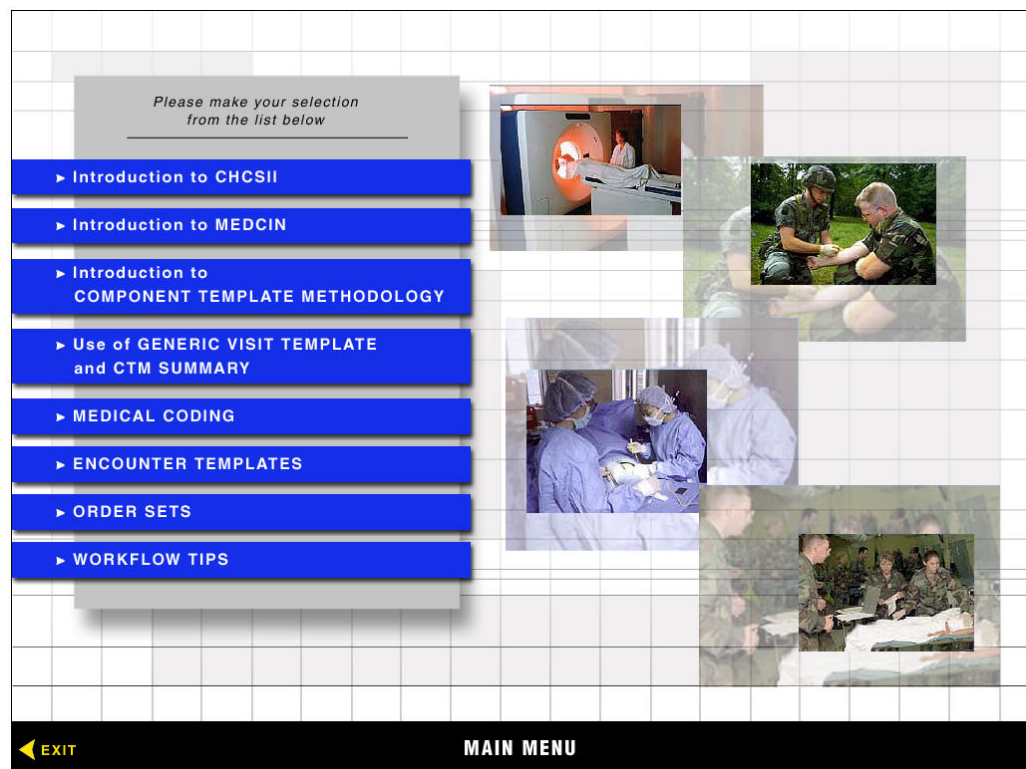 Please make your selection
from the list below
► Introduction to CHCSII
► Introduction to MEDCIN
► Introduction to
COMPONENT TEMPLATE METHODOLOGY
► Use of GENERIC VISIT TEMPLATE
and CTM SUMMARY
► MEDICAL CODING
► ENCOUNTER TEMPLATES
► ORDER SETS
► WORKFLOW TIPS
EXIT
MAIN MENU